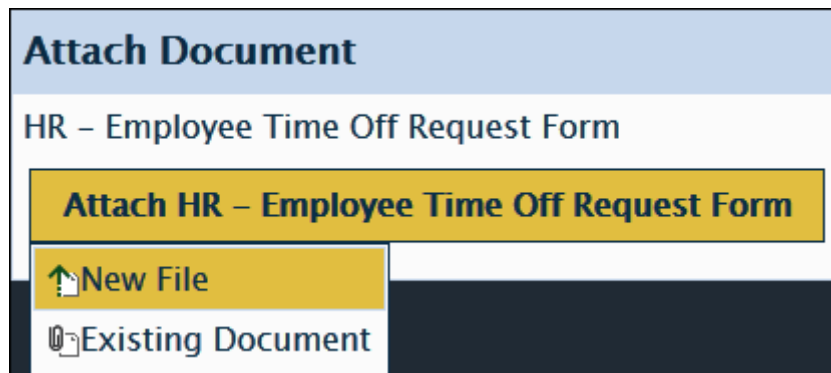 Attach Document
HR – Employee Time Off Request Form
Attach HR – Employee Time Off Request Form
New File
Existing Document